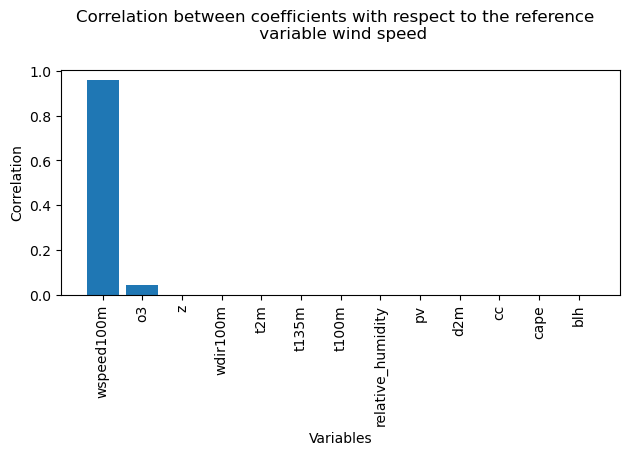 Correlation between coefficients with respect to the reference
variable wind speed
1.0
0.8
0.6
0.4
0.2
0.0
Correlation
wspeed100m
o3
z
wdir100m
t2m
t135m
t100m
relative_humidity
pv
d2m
cc
cape
blh
Variables